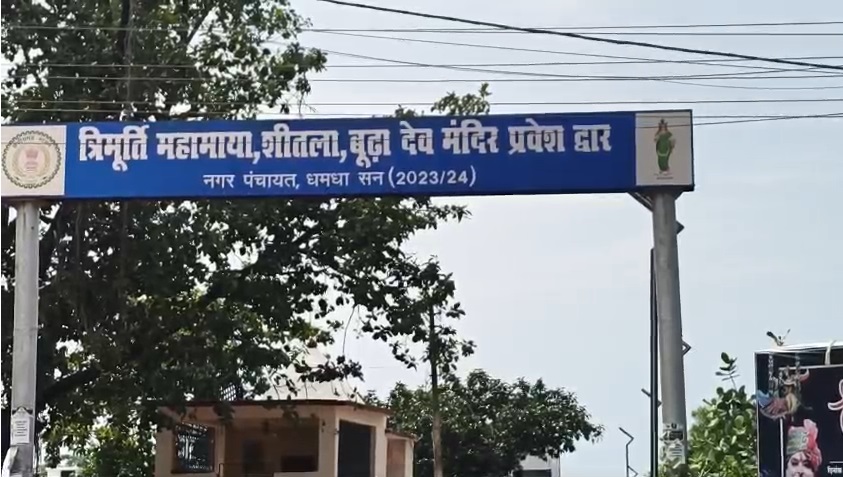 त्रिमूर्ति महामाया,शीतला,बूढ़ा देव मंदिर प्रवेश द्वार
नगर पंचायत, धमधा सन (2023/24)